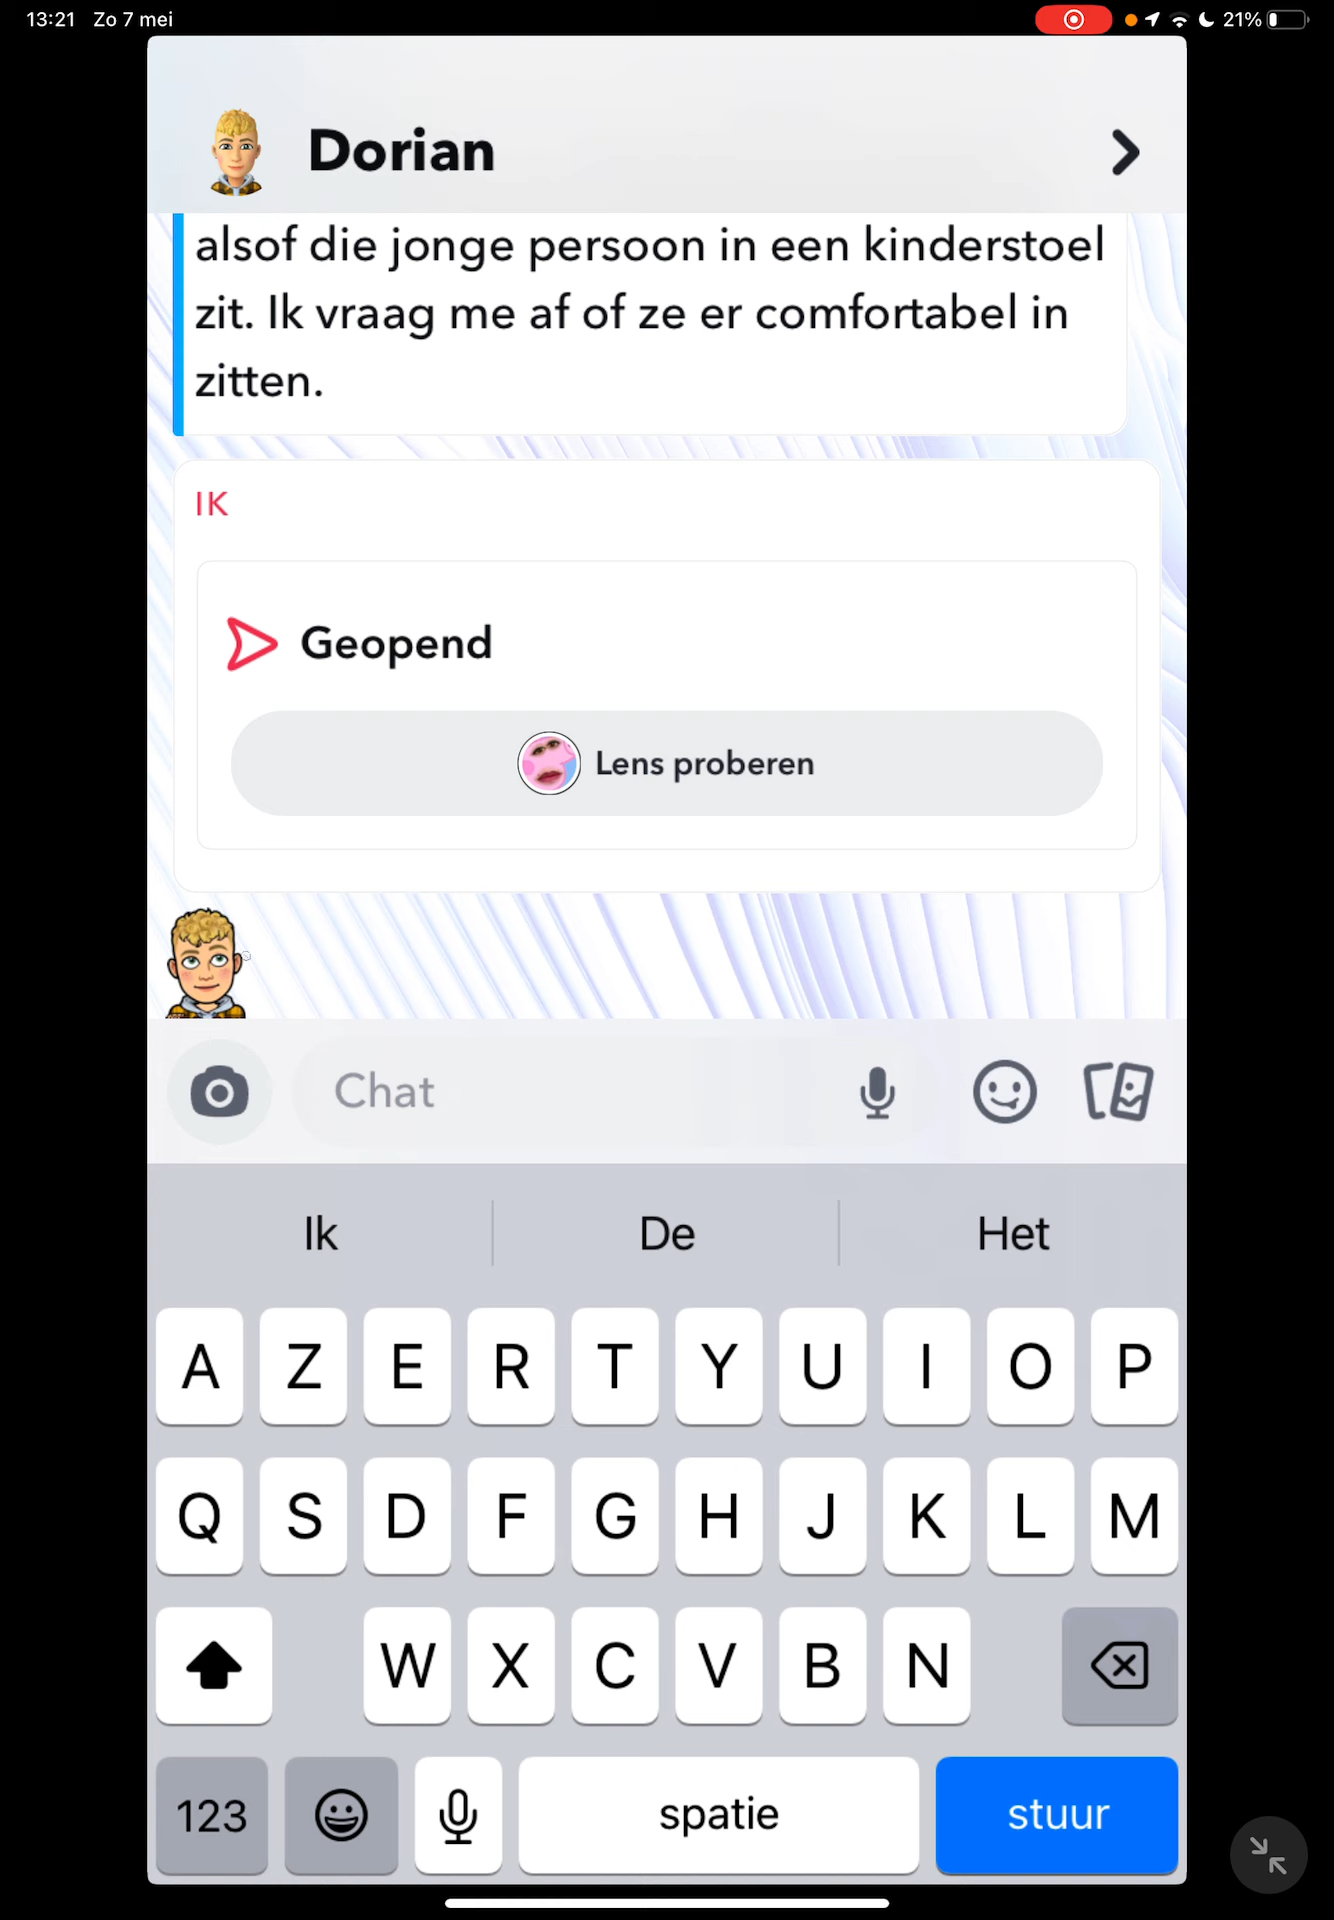 13:21 Zo 7 mei
21%
Dorian
alsof die jonge persoon in een kinderstoel
zit. Ik vraag me af of ze er comfortabel in
zitten.
IK
Geopend
Lens proberen
Chat
Ik De Het
A Z E R T Y U I O P
Q S D F G H J K L M
W X C V B N
123 spatie stuur